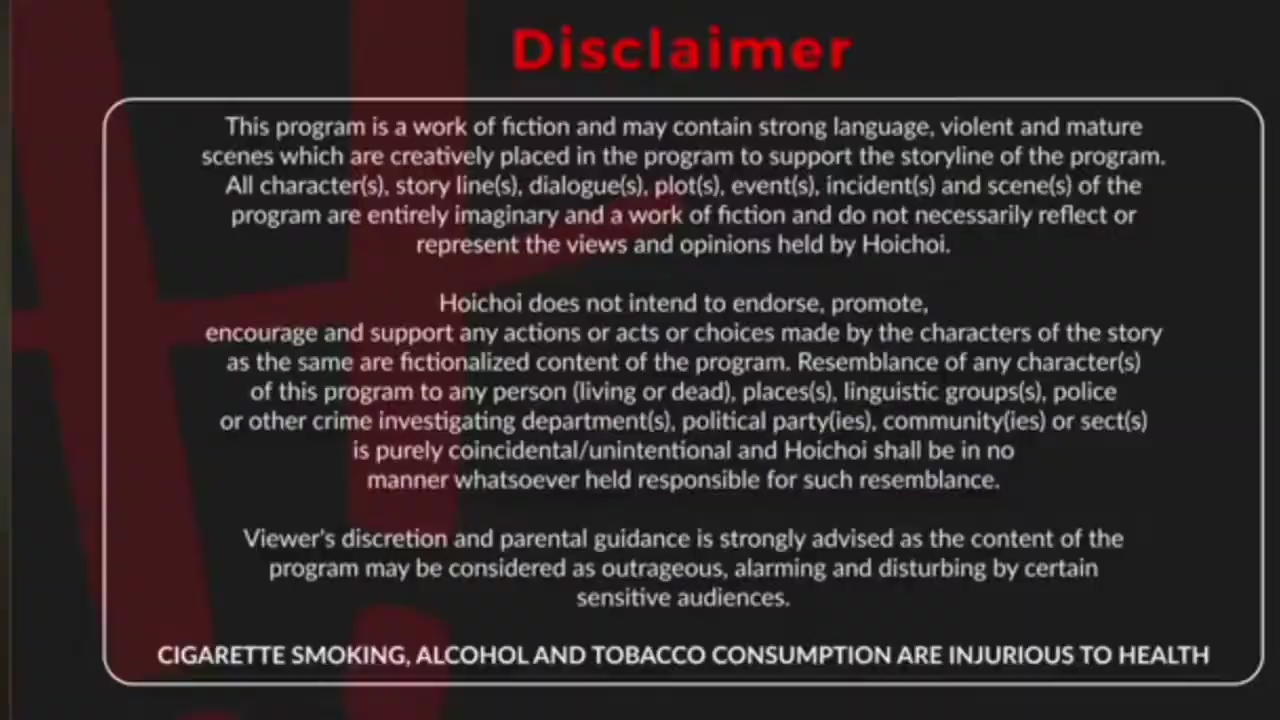 Disclaimer
This program is a work of fiction and may contain strong language, violent and mature
scenes which are creatively placed in the program to support the storyline of the program.
All character(s), story line(s), dialogue(s), plot(s), event(s), incident(s) and scene(s) of the
program are entirely imaginary and a work of fiction and do not necessarily reflect or
represent the views and opinions held by Hoichoi.
Hoichoi does not intend to endorse, promote,
encourage and support any actions or acts or choices made by the characters of the story
as the same are fictionalized content of the program. Resemblance of any character(s)
of this program to any person (living or dead), places(s), linguistic groups(s), police
or other crime investigating department(s), political party(ies), community(ies) or sect(s)
is purely coincidental/unintentional and Hoichoi shall be in no
manner whatsoever held responsible for such resemblance.
Viewer's discretion and parental guidance is strongly advised as the content of the
program may be considered as outrageous, alarming and disturbing by certain
sensitive audiences.
CIGARETTE SMOKING, ALCOHOL AND TOBACCO CONSUMPTION ARE INJURIOUS TO HEALTH